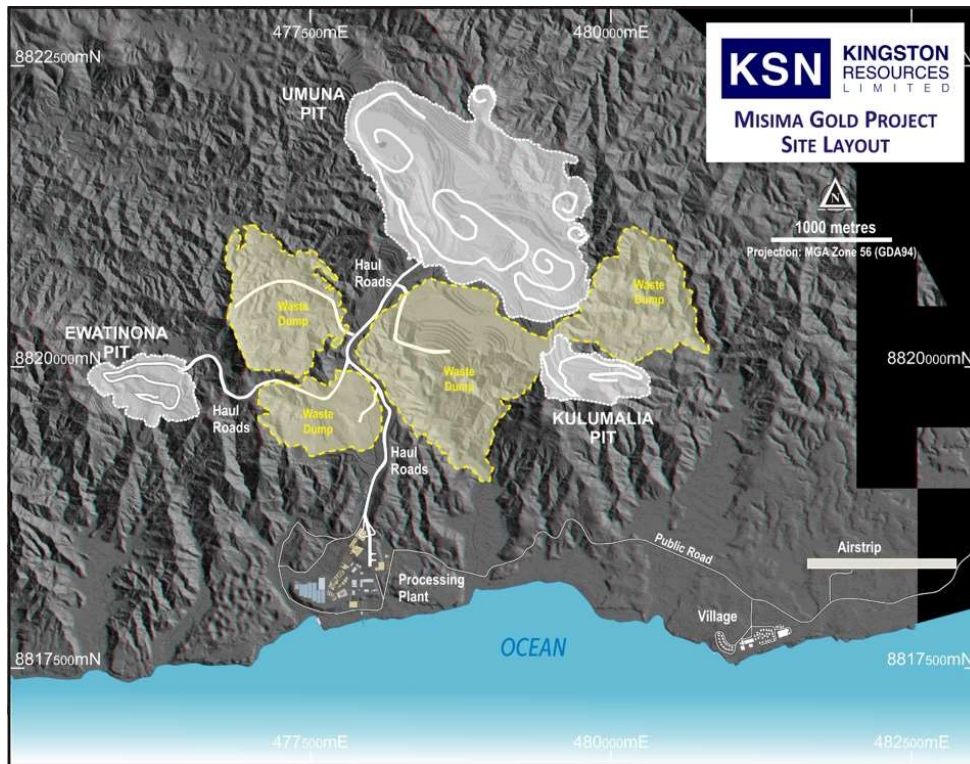 477500mE
480000mE
8822500mN
KSN
KINGSTON
RESOURCES
LIMITED
MISIMA GOLD PROJECT
SITE LAYOUT
UMUNA
PIT
N
1000 metres
Projection: MGA Zone 56 (GDA94)
Haul
Roads
Waste
Dump
Waste
Dump
EWATINONA
PIT
8820000mN
8820000mN
Waste
Dump
Haul
Roads
Waste
Dump
KULUMALIA
PIT
Haul
Roads
Public Road
Airstrip
Processing
Plant
Village
OCEAN
8817500mN
8817500mN
477500mE
480000mE
482500mE